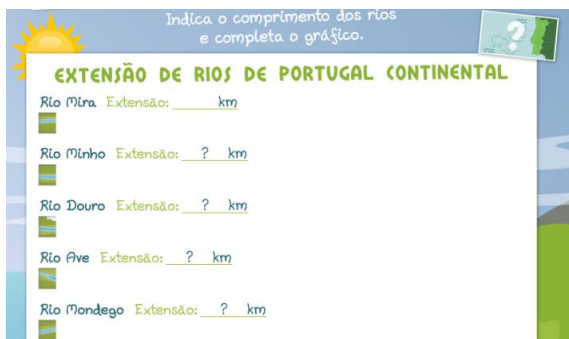 Indica o comprimento dos rios
e completa o gráfico.
?
EXTENSÃO DE RIOS DE PORTUGAL CONTINENTAL
Rio Mira Extensão: ______ km
Rio Minho Extensão: ? km
Rio Douro Extensão: ? km
Rio Ave Extensão: ? km
Rio Mondego Extensão: ? km